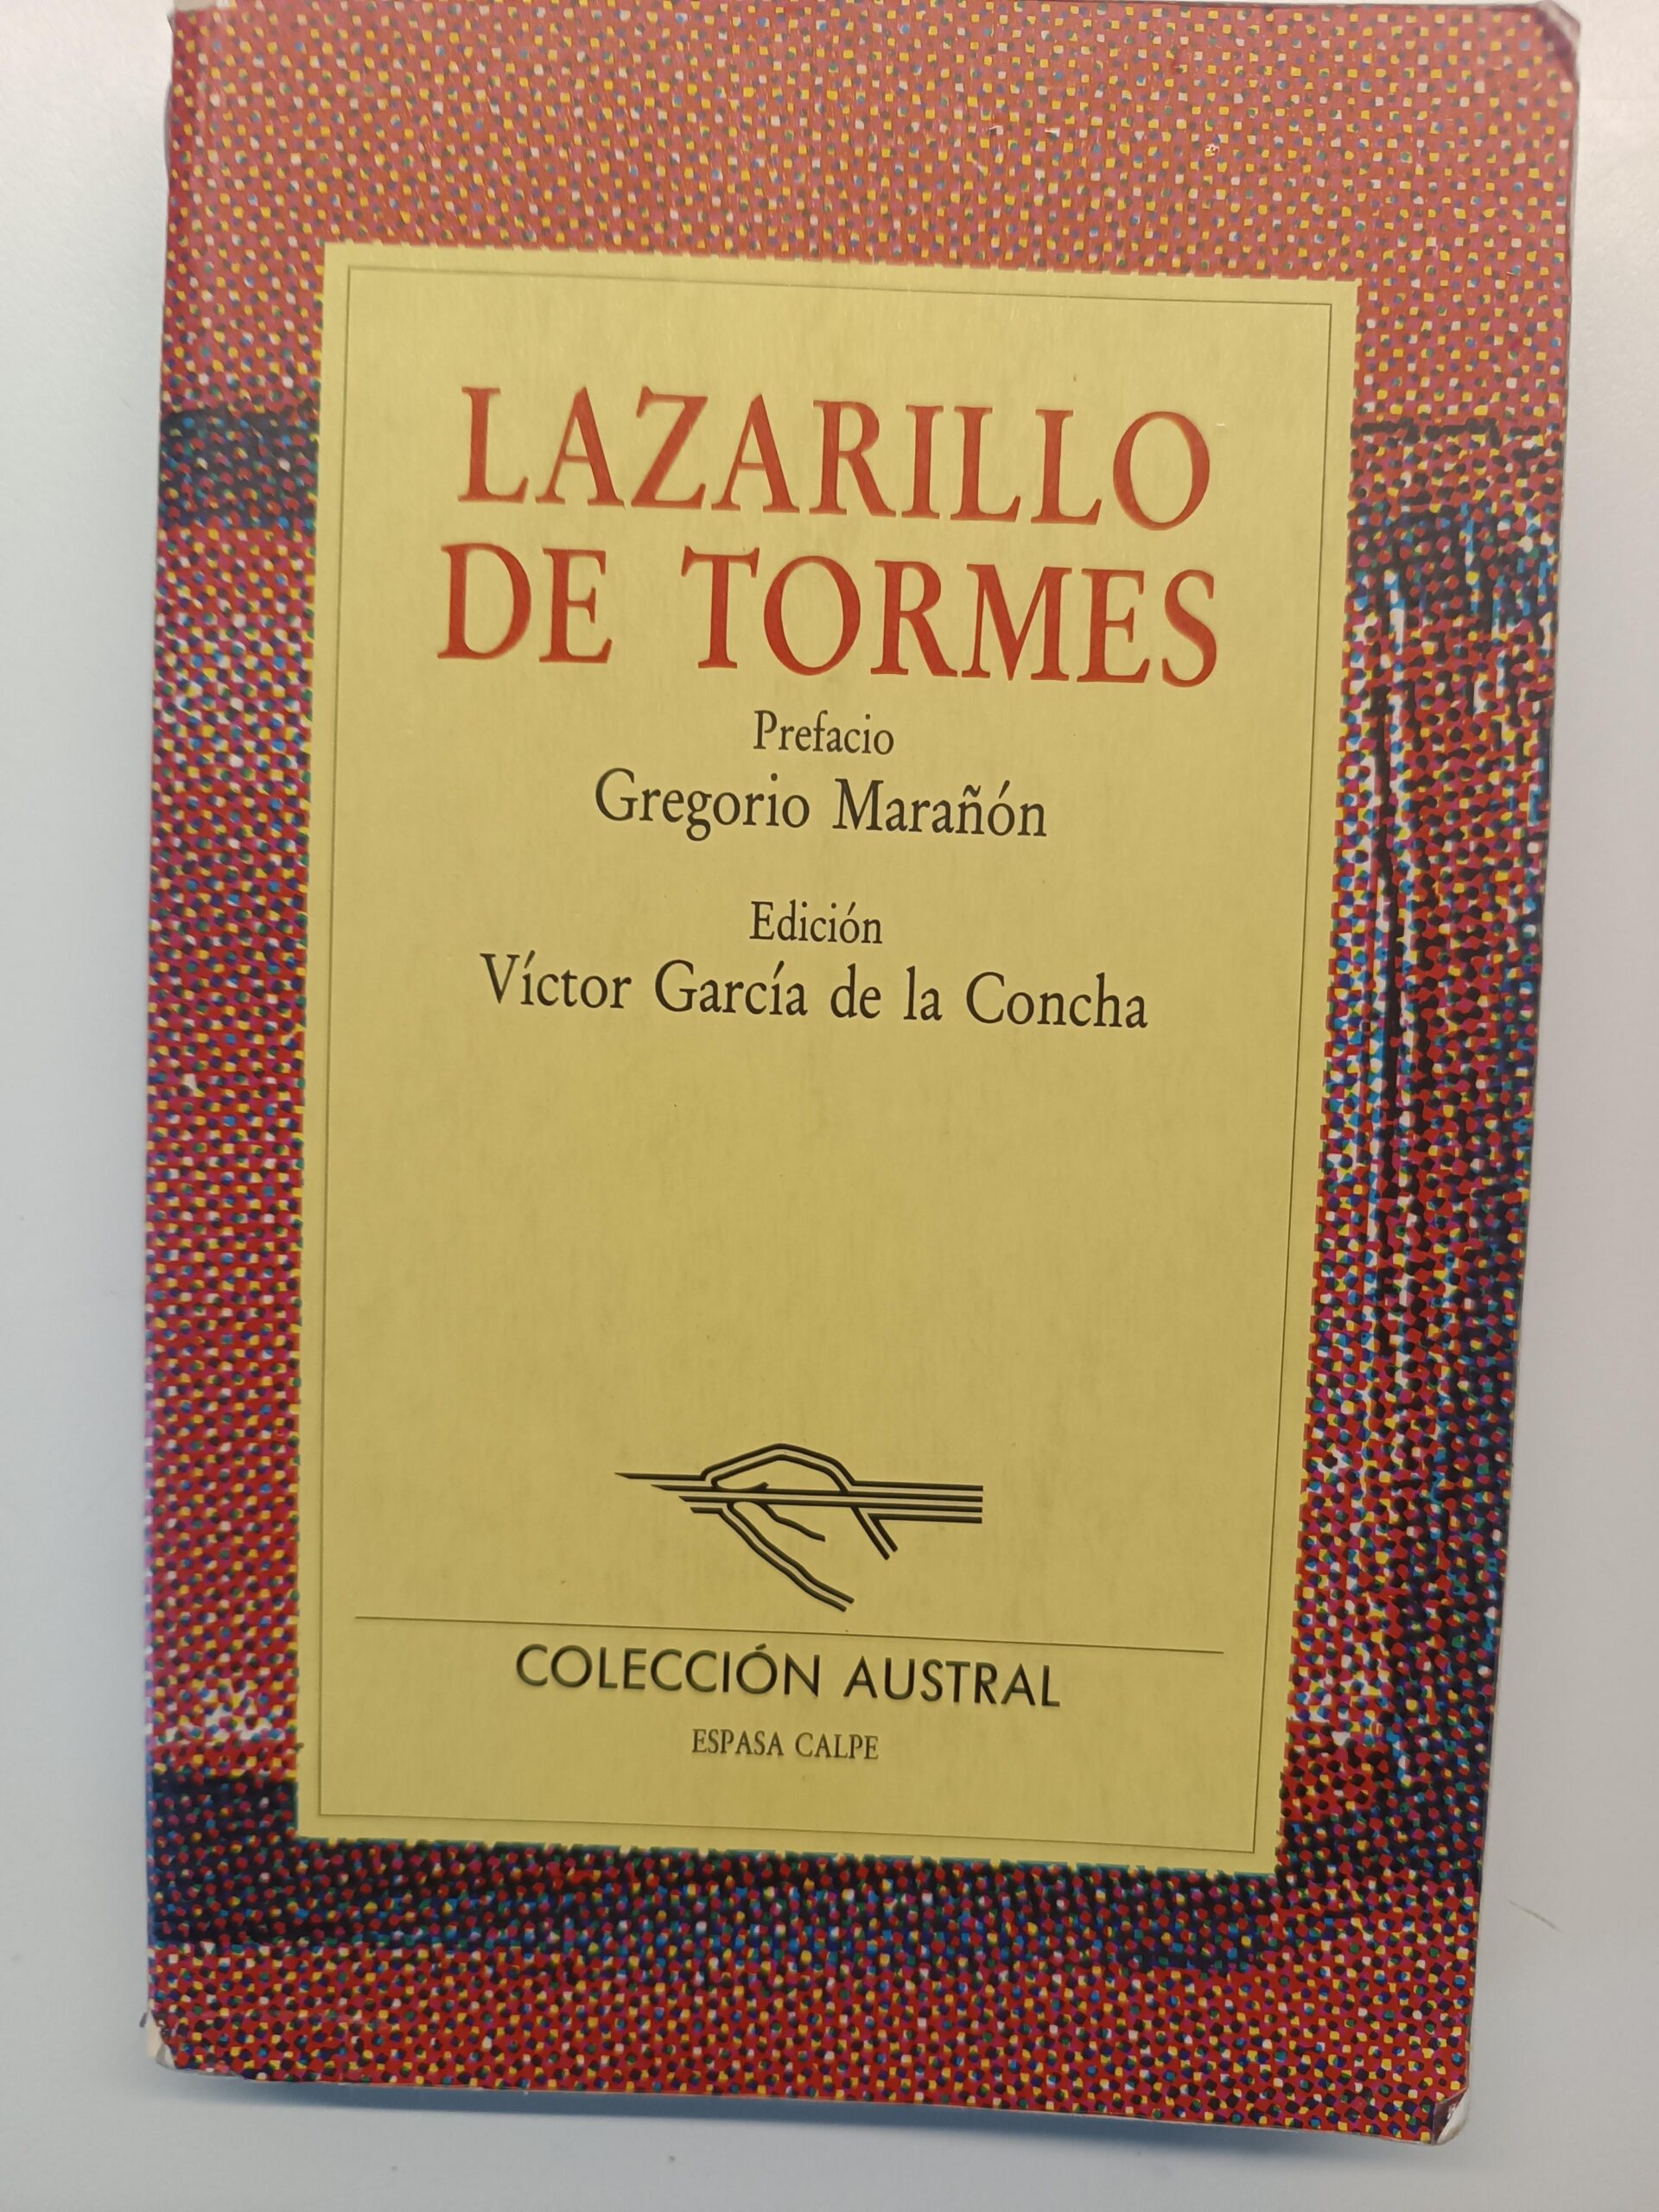 LAZARILLO
DE TORMES
Prefacio
Gregorio Marañón
Edición
Víctor García de la Concha
COLECCIÓN AUSTRAL
ESPASA CALPE